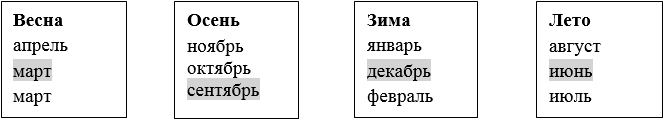 Весна
апрель
март
март
Осень
ноябрь
октябрь
сентябрь
Зима
январь
декабрь
февраль
Лето
август
июнь
июль